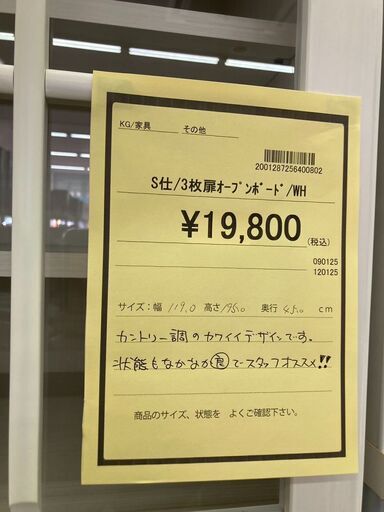 KG/家具 その他
2001287256400802
S仕/3枚扉ｵｰﾌﾟﾝﾎﾞｰﾄﾞ/WH
¥19,800
(税込)
090125
120125
サイズ：幅 119.0 高さ 195.0 奥行 45.0 cm
カントリー調のカワイイデザインです。
状態もなかなか良でスタッフオススメ!!
商品のサイズ、状態を よくご確認下さい。